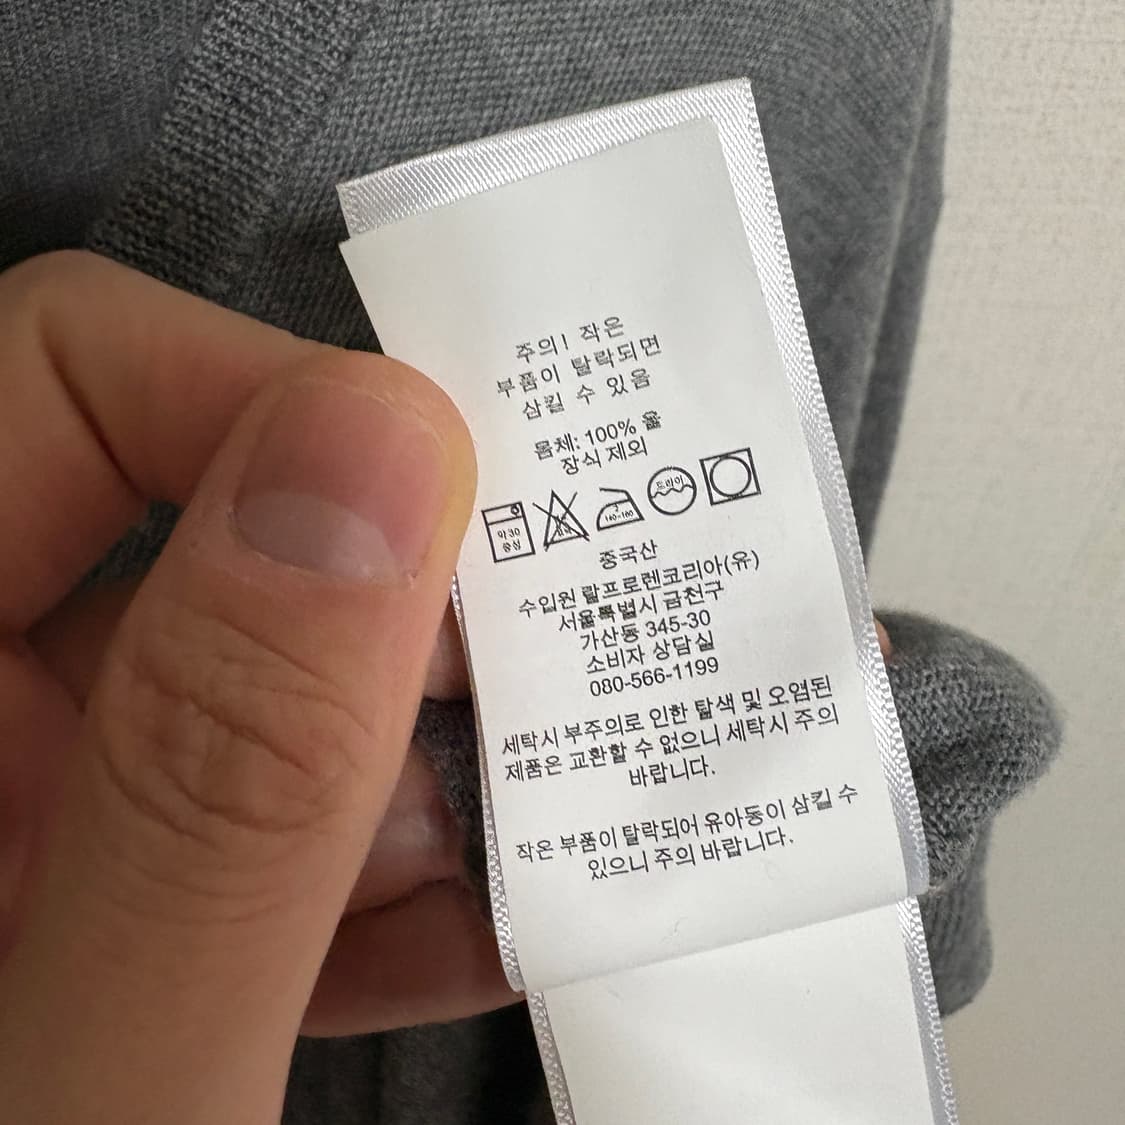 주의! 작은
부품이 탈락되면
삼킬 수 있음
몸체: 100% 울
장식 제외
약 30
중성
드라이
중국산
수입원 랄프로렌코리아(유)
서울특별시 금천구
가산동 345-30
소비자 상담실
080-566-1199
세탁시 부주의로 인한 탈색 및 오염된
제품은 교환할 수 없으니 세탁시 주의
바랍니다.
작은 부품이 탈락되어 유아동이 삼킬 수
있으니 주의 바랍니다.